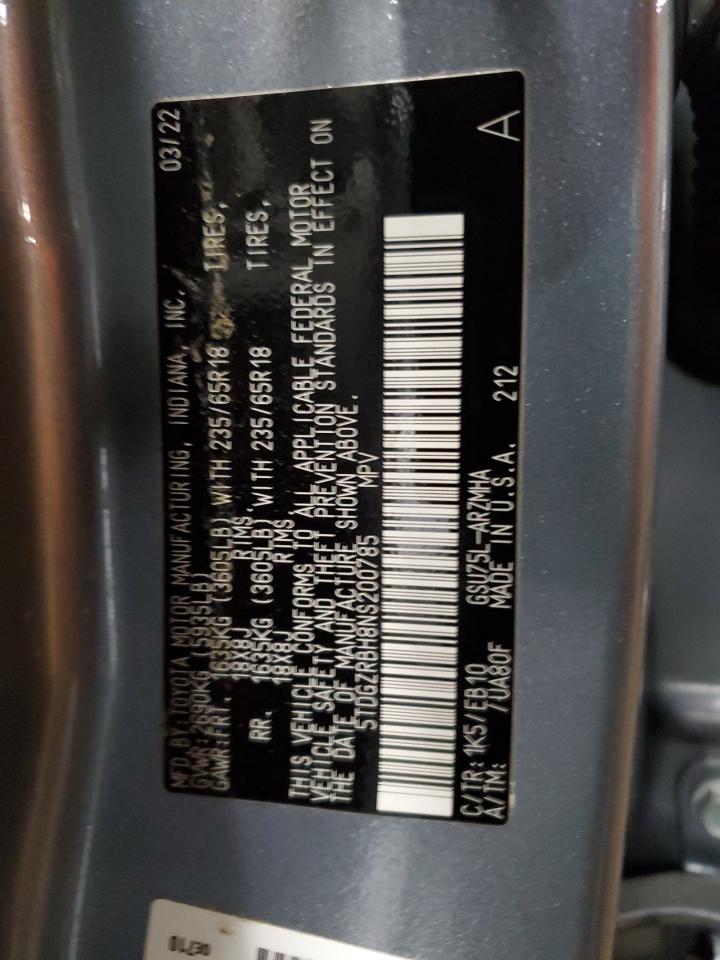 MFD.BY:TOYOTA MOTOR MANUFACTURING, INDIANA, INC. 03/22
GVWR:2690KG (5935LB)
GAWR:FRT. 1635KG (3605LB) WITH 235/65R18 TIRES,
18X8J RIMS,
RR. 1635KG (3605LB) WITH 235/65R18 TIRES,
18X8J RIMS
THIS VEHICLE CONFORMS TO ALL APPLICABLE FEDERAL MOTOR
VEHICLE SAFETY AND THEFT PREVENTION STANDARDS IN EFFECT ON
THE DATE OF MANUFACTURE SHOWN ABOVE.
5TDGZRBH8NS200785 MPV
C/TR:1K5/EB10 GSU75L-ARZMHA
A/TM: /UA80F MADE IN U.S.A. 212 A
0E710